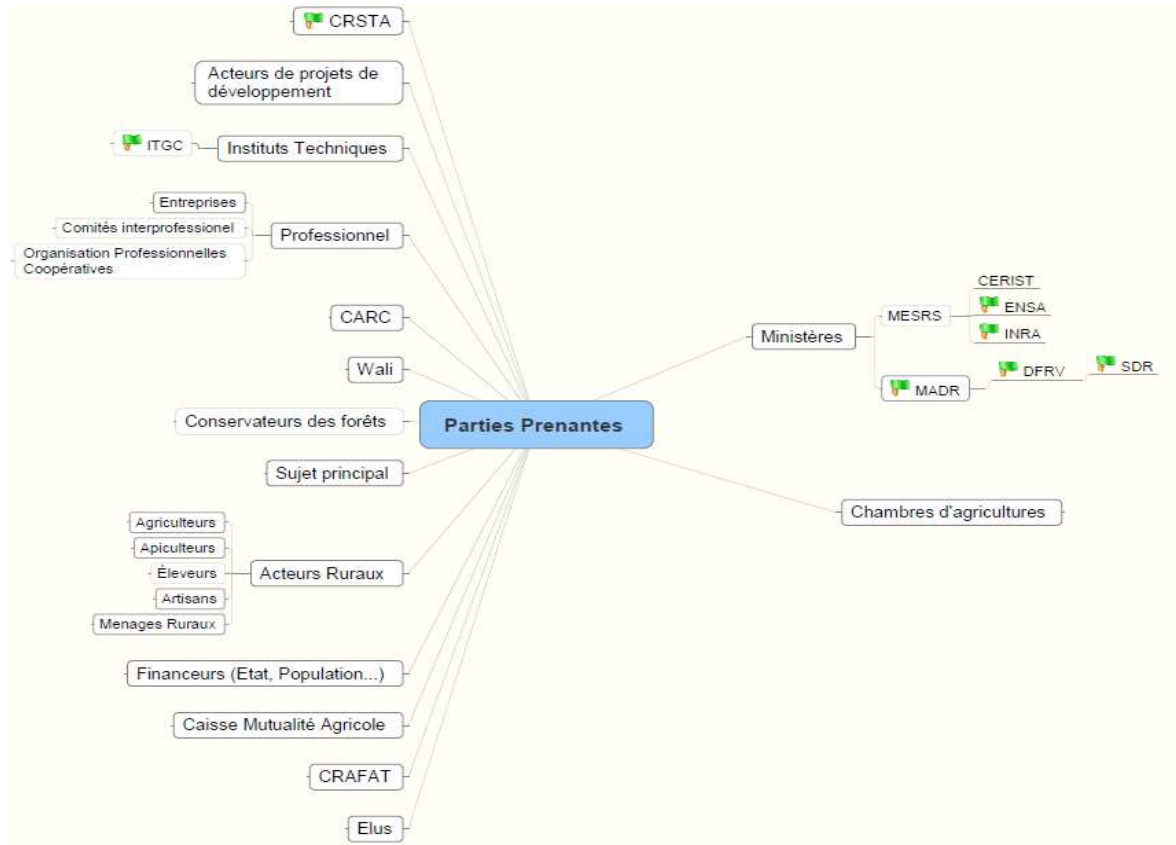 CRSTA
Acteurs de projets de
développement
ITGC
Instituts Techniques
Entreprises
Comités interprofessionel
Organisation Professionnelles
Coopératives
Professionnel
CARC
Wali
Conservateurs des forêts
Sujet principal
Agriculteurs
Apiculteurs
Éleveurs
Artisans
Menages Ruraux
Acteurs Ruraux
Financeurs (Etat, Population...)
Caisse Mutualité Agricole
CRAFAT
Elus
Parties Prenantes
Ministères
MESRS
CERIST
ENSA
INRA
MADR
DFRV
SDR
Chambres d'agricultures